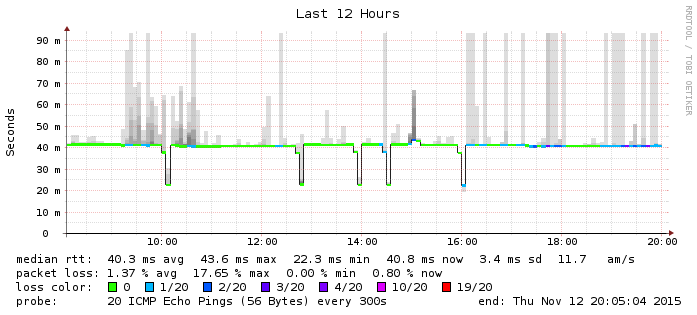 Last 12 Hours
RRDTOOL / TOBI OETIKER
Seconds
90 m
80 m
70 m
60 m
50 m
40 m
30 m
20 m
10 m
0
10:00 12:00 14:00 16:00 18:00 20:00
median rtt: 40.3 ms avg 43.6 ms max 22.3 ms min 40.8 ms now 3.4 ms sd 11.7 am/s
packet loss: 1.37 % avg 17.65 % max 0.00 % min 0.80 % now
loss color: 0 1/20 2/20 3/20 4/20 10/20 19/20
probe: 20 ICMP Echo Pings (56 Bytes) every 300s end: Thu Nov 12 20:05:04 2015